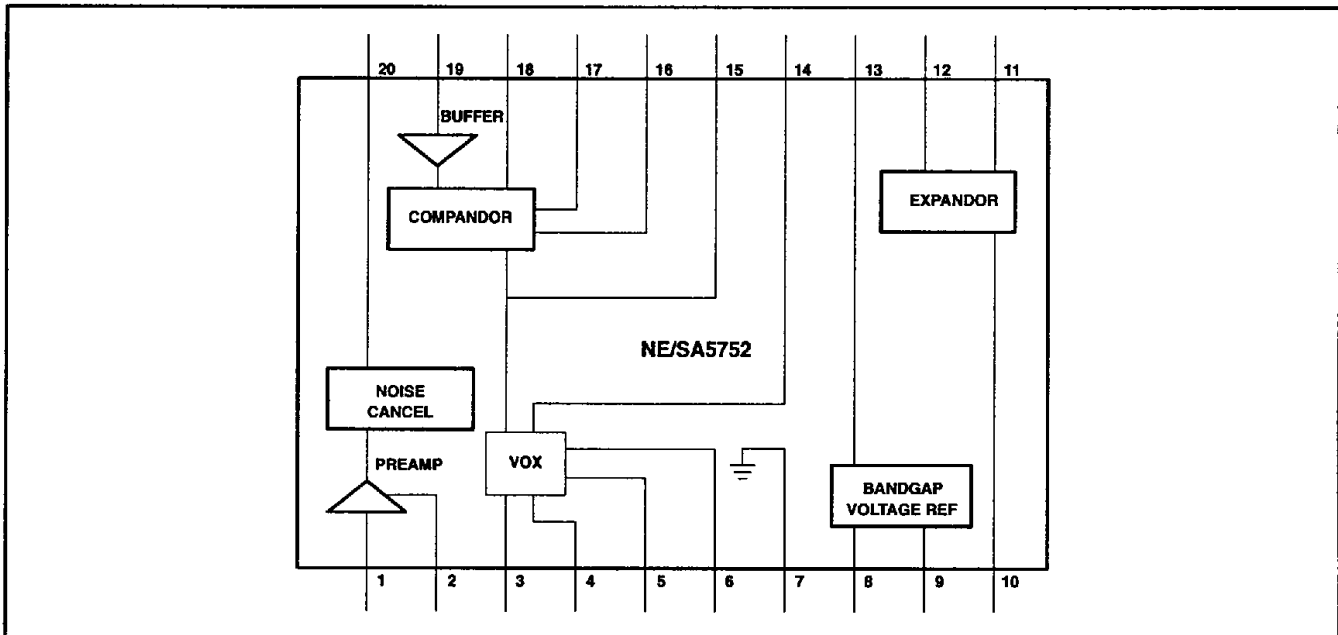 20 19 18 17 16 15 14 13 12 11
BUFFER
COMPANDOR
EXPANDOR
NE/SA5752
NOISE
CANCEL
PREAMP
VOX
BANDGAP
VOLTAGE REF
1 2 3 4 5 6 7 8 9 10